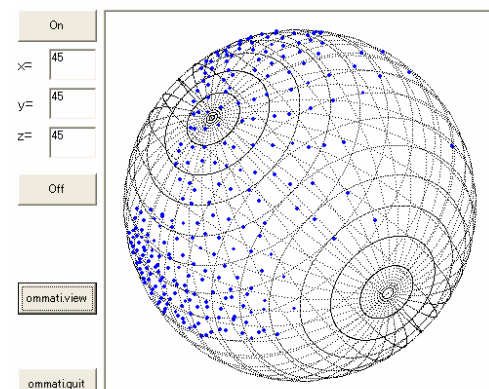 On
x= 45
y= 45
z= 45
Off
ommati.view
ommati.quit